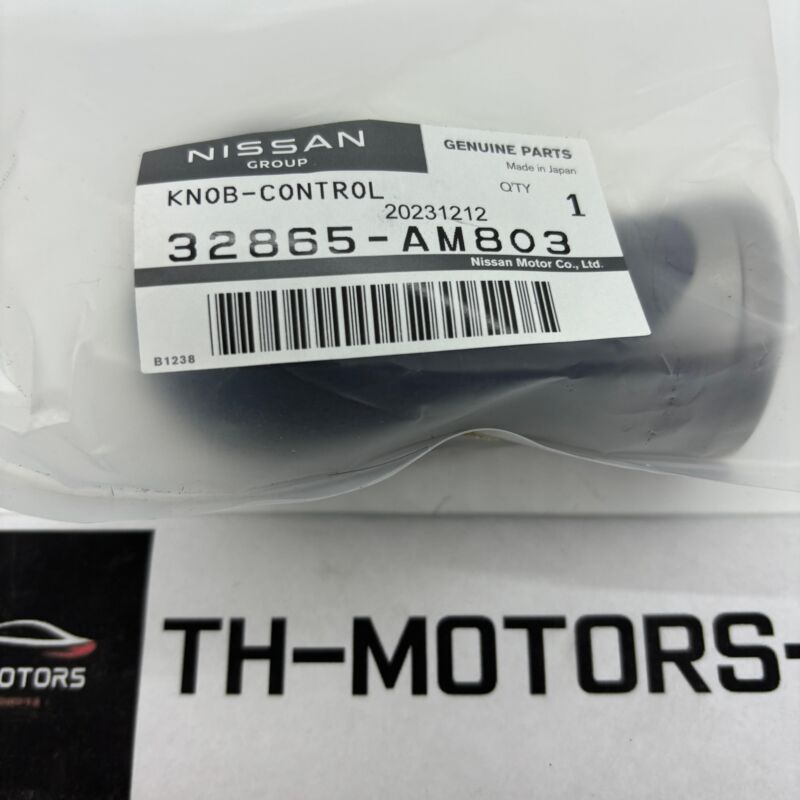 NISSAN
GROUP
GENUINE PARTS
Made in Japan
KNOB-CONTROL
Q'TY
1
20231212
32865-AM803
Nissan Motor Co., Ltd.
B1238
TH-MOTORS-
OTORS